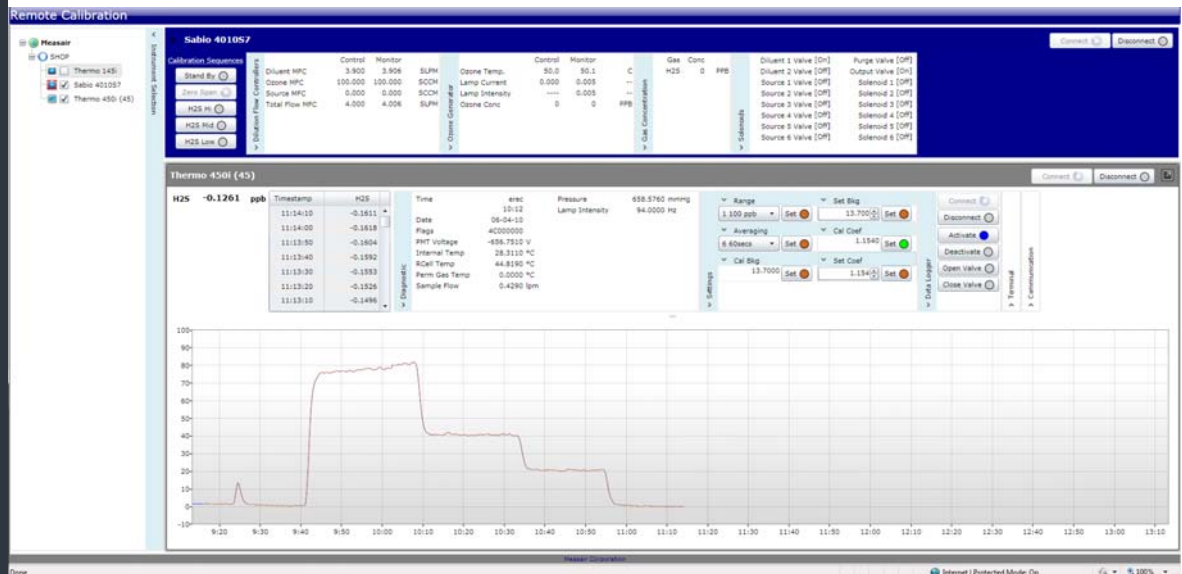 Remote Calibration
Measair
SHOP
Thermo 145i
Sabio 4010S7
Thermo 450i (45)
Instrument Selection
Sabio 4010S7
Connect
Disconnect
Calibration Sequences
Stand By
Zero Span
H2S Hi
H2S Mid
H2S Low
Dilution Flow Controllers
Control Monitor
Diluent MFC 3.900 3.906 SLPM
Ozone MFC 100.000 100.000 SCCM
Source MFC 0.000 0.000 SCCM
Total Flow MFC 4.000 4.006 SLPM
Ozone Generator
Control Monitor
Ozone Temp. 50.0 50.1 C
Lamp Current 0.000 0.005 --
Lamp Intensity ---- 0.005 --
Ozone Conc 0 0 PPB
Gas Concentration
Gas Conc
H2S 0 PPB
Solenoids
Diluent 1 Valve [On] Purge Valve [Off]
Diluent 2 Valve [Off] Output Valve [On]
Source 1 Valve [Off] Solenoid 1 [Off]
Source 2 Valve [Off] Solenoid 2 [Off]
Source 3 Valve [Off] Solenoid 3 [Off]
Source 4 Valve [Off] Solenoid 4 [Off]
Source 5 Valve [Off] Solenoid 5 [Off]
Source 6 Valve [Off] Solenoid 6 [Off]
Thermo 450i (45)
Connect
Disconnect
H2S -0.1261 ppb
Timestamp H2S
11:14:10 -0.1611
11:14:00 -0.1618
11:13:50 -0.1604
11:13:40 -0.1592
11:13:30 -0.1553
11:13:20 -0.1526
11:13:10 -0.1496
Diagnostic
Time erec
10:12
Date 06-04-10
Flags 4C000000
PMT Voltage -656.7510 V
Internal Temp 28.3110 °C
RCell Temp 44.8190 °C
Perm Gas Temp 0.0000 °C
Sample Flow 0.4290 lpm
Pressure 658.5760 mmHg
Lamp Intensity 94.0000 Hz
Settings
Range
1 100 ppb Set
Averaging
6 60secs Set
Cal Bkg
13.7000 Set
Set Bkg
13.700 Set
Cal Coef
1.1540 Set
Set Coef
1.154 Set
Data Logger
Connect
Disconnect
Activate
Deactivate
Open Valve
Close Valve
Terminal
Communication
100
90
80
70
60
50
40
30
20
10
0
-10
9:20 9:30 9:40 9:50 10:00 10:10 10:20 10:30 10:40 10:50 11:00 11:10 11:20 11:30 11:40 11:50 12:00 12:10 12:20 12:30 12:40 12:50 13:00 13:10
Measair Corporation
Done
Internet | Protected Mode: On
100%